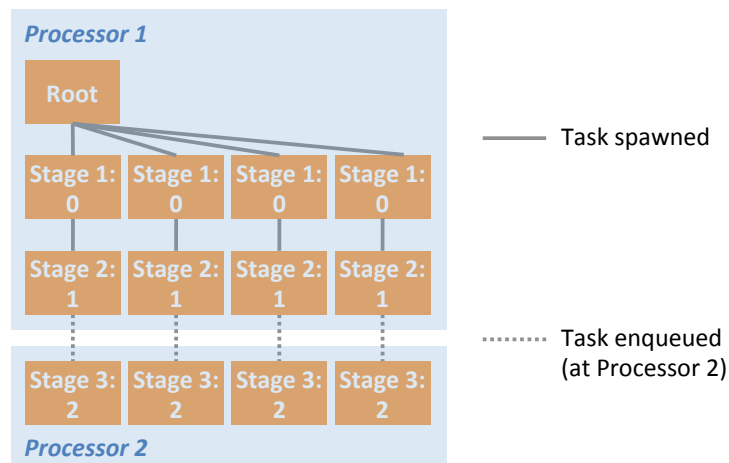 Processor 1
Root
Task spawned
Stage 1: Stage 1: Stage 1: Stage 1:
0 0 0 0
Stage 2: Stage 2: Stage 2: Stage 2:
1 1 1 1
Task enqueued
(at Processor 2)
Stage 3: Stage 3: Stage 3: Stage 3:
2 2 2 2
Processor 2